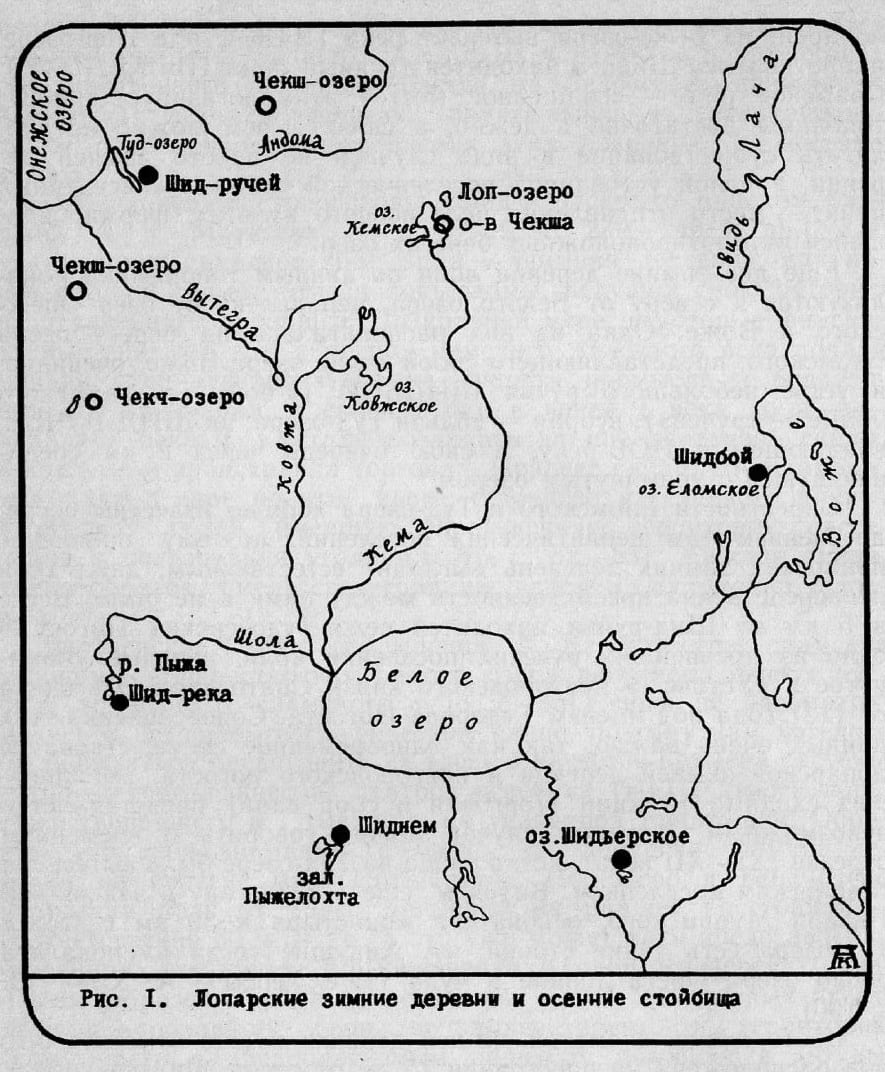 Онежское
озеро
Чекш-озеро
Туд-озеро
Андома
Шид-ручей
Лача
Лоп-озеро
оз.
Кемское
о-в Чекша
Свидь
Чекш-озеро
Вытегра
оз.
Ковжское
Чекч-озеро
Ковжа
Шидбой
оз. Еломское
Воже
Кема
Шола
р. Пыжа
Шид-река
Белое
озеро
Шиднем
зал.
Пыжелохта
оз.Шидьерское
Рис. I. Лопарские зимние деревни и осенние стойбища